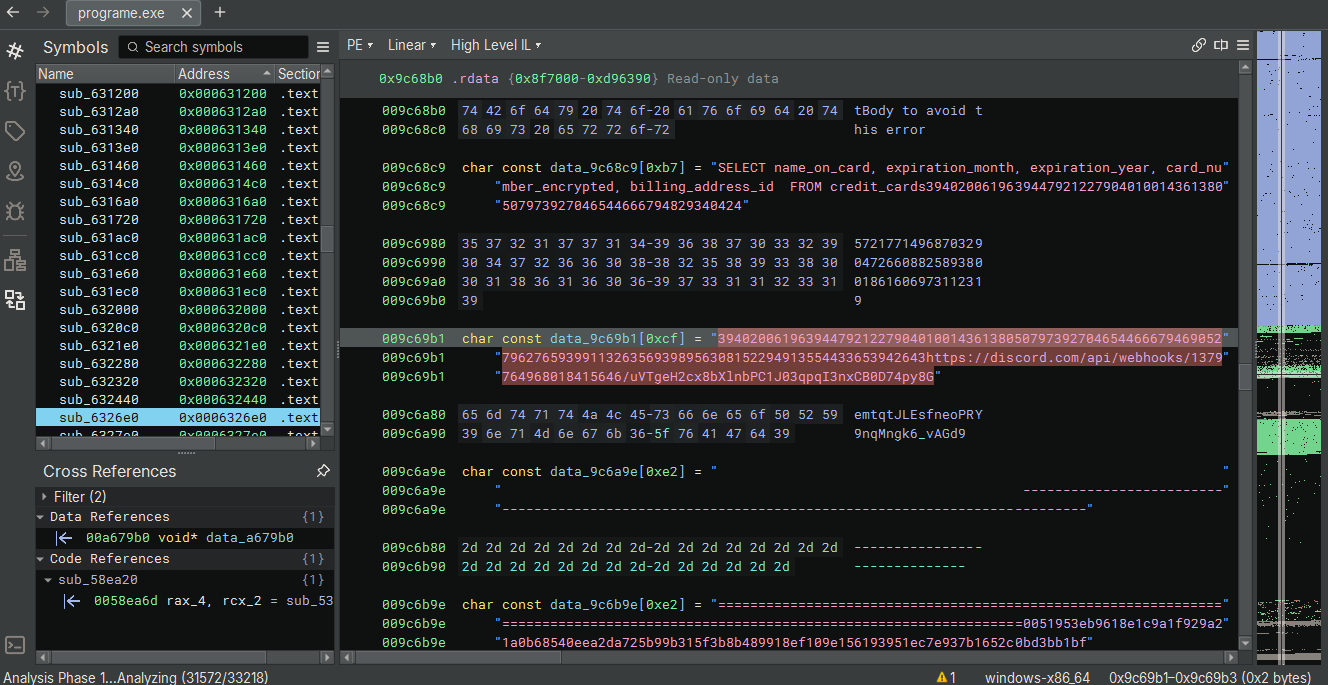 programe.exe
Symbols
Search symbols
PE
Linear
High Level IL
Name Address Section
sub_631200 0x000631200 .text
sub_6312a0 0x0006312a0 .text
sub_631340 0x000631340 .text
sub_6313e0 0x0006313e0 .text
sub_631460 0x000631460 .text
sub_6314c0 0x0006314c0 .text
sub_6316a0 0x0006316a0 .text
sub_631720 0x000631720 .text
sub_631ac0 0x000631ac0 .text
sub_631cc0 0x000631cc0 .text
sub_631e60 0x000631e60 .text
sub_631ec0 0x000631ec0 .text
sub_632000 0x000632000 .text
sub_6320c0 0x0006320c0 .text
sub_6321e0 0x0006321e0 .text
sub_632280 0x000632280 .text
sub_632320 0x000632320 .text
sub_632440 0x000632440 .text
sub_6326e0 0x0006326e0 .text
sub_6327e0 0x0006327e0 .text
Cross References
Filter (2)
Data References {1}
00a679b0 void* data_a679b0
Code References {1}
sub_58ea20 {1}
0058ea6d rax_4, rcx_2 = sub_53
0x9c68b0 .rdata {0x8f7000-0xd96390} Read-only data
009c68b0 74 42 6f 64 79 20 74 6f-20 61 76 6f 69 64 20 74 tBody to avoid t
009c68c0 68 69 73 20 65 72 72 6f-72 his error
009c68c9 char const data_9c68c9[0xb7] = "SELECT name_on_card, expiration_month, expiration_year, card_nu"
009c68c9 "mber_encrypted, billing_address_id  FROM credit_cards3940200619639447921227904010014361380"
009c68c9 "5079739270465444666794829340424"
009c6980 35 37 32 31 37 37 31 34-39 36 38 37 30 33 32 39 5721771496870329
009c6990 30 34 37 32 36 36 30 38-38 32 35 38 39 33 38 30 0472660882589380
009c69a0 30 31 38 36 31 36 30 36-39 37 33 31 31 32 33 31 0186160697311231
009c69b0 39 9
009c69b1 char const data_9c69b1[0xcf] = "394020061963944792122790401001436138050797392704654466679469052"
009c69b1 "79627659399113263569398956308152294913554433653942643https://discord.com/api/webhooks/1379"
009c69b1 "764968018415646/uVTgeH2cx8bXlnbPC1J03qpqI3nxCB0D74py8G"
009c6a80 65 6d 74 71 74 4a 4c 45-73 66 6e 65 6f 50 52 59 emtqtJLEsfneoPRY
009c6a90 39 6e 71 4d 6e 67 6b 36-5f 76 41 47 64 39 9nqMngk6_vAGd9
009c6a9e char const data_9c6a9e[0xe2] = " "
009c6a9e " -------------------------"
009c6a9e "-------------------------------------------------------------------------"
009c6b80 2d 2d 2d 2d 2d 2d 2d 2d-2d 2d 2d 2d 2d 2d 2d 2d ----------------
009c6b90 2d 2d 2d 2d 2d 2d 2d 2d-2d 2d 2d 2d 2d 2d --------------
009c6b9e char const data_9c6b9e[0xe2] = "==============================================================="
009c6b9e "=================================================================0051953eb9618e1c9a1f929a2"
009c6b9e "1a0b68540eea2da725b99b315f3b8b489918ef109e156193951ec7e937b1652c0bd3bb1bf"
Analysis Phase 1...Analyzing (31572/33218)
1
windows-x86_64
0x9c69b1-0x9c69b3 (0x2 bytes)